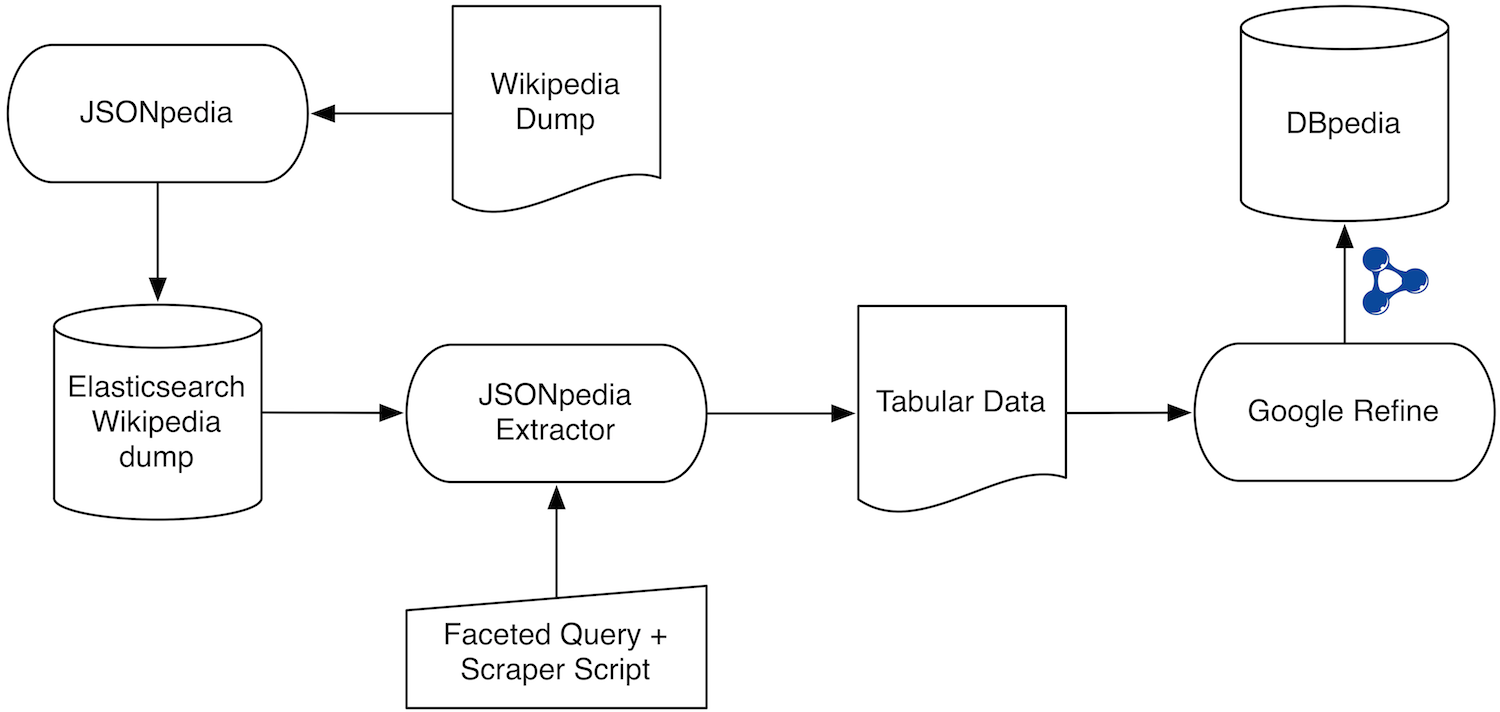 JSONpedia
Wikipedia
Dump
DBpedia
Elasticsearch
Wikipedia
dump
JSONpedia
Extractor
Tabular Data
Google Refine
Faceted Query +
Scraper Script